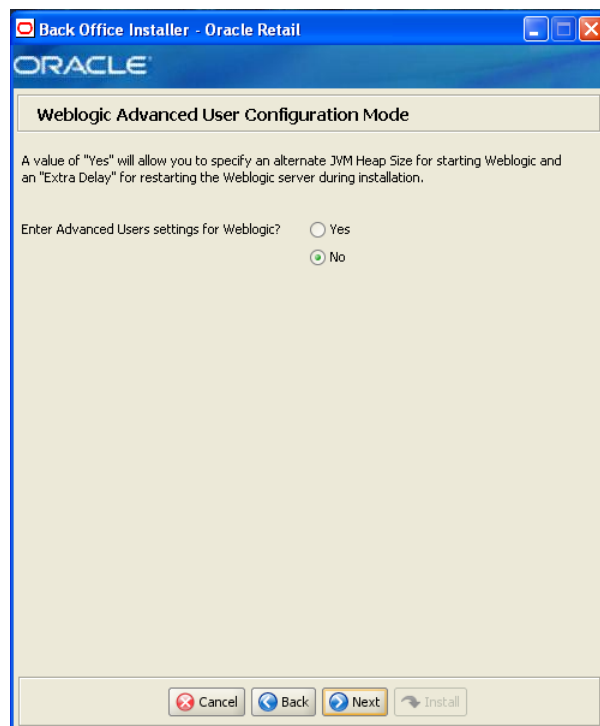 Back Office Installer - Oracle Retail
ORACLE
Weblogic Advanced User Configuration Mode
A value of "Yes" will allow you to specify an alternate JVM Heap Size for starting Weblogic and
an "Extra Delay" for restarting the Weblogic server during installation.
Enter Advanced Users settings for Weblogic? Yes
No
Cancel Back Next Install